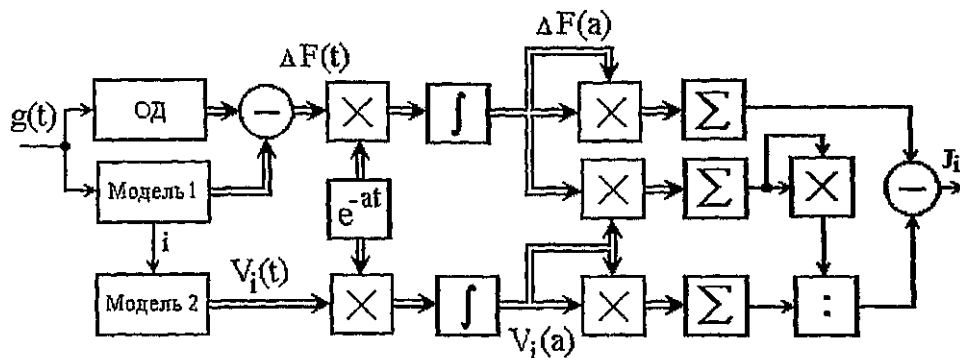 ΔF(a)
ΔF(t)
g(t)
ОД
−
×
∫
×
Σ
Модель 1
e^{-at}
×
Σ
×
−
J_i
i
Модель 2
V_i(t)
×
∫
V_i(a)
×
Σ
: